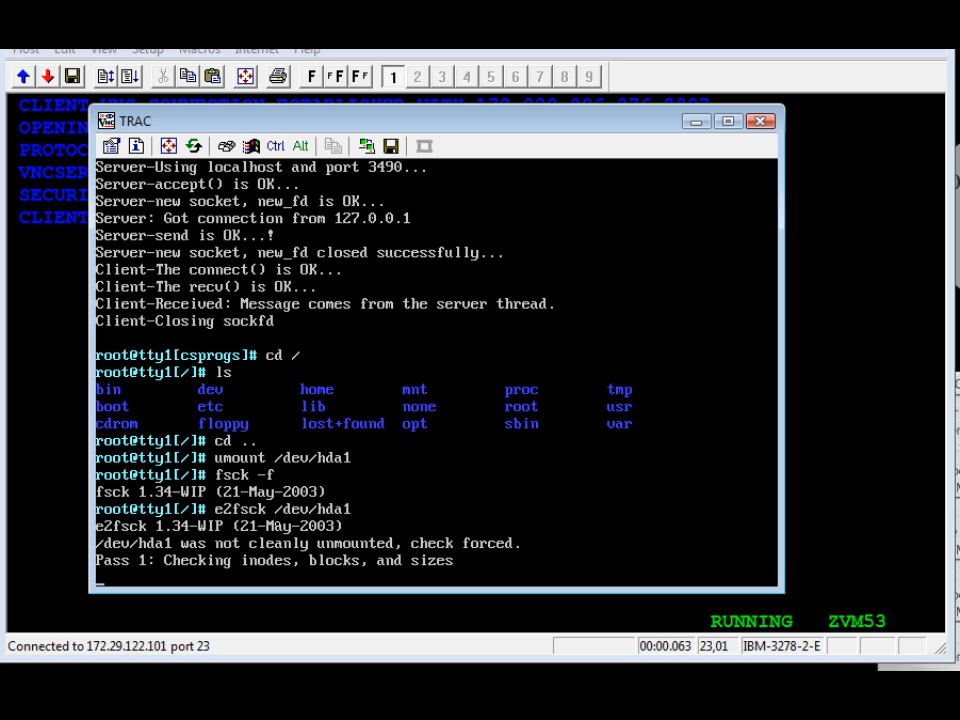 Host Edit View Setup Macros Internet Help
F FF FF 1 2 3 4 5 6 7 8 9
TRAC
Ctrl Alt
CLIENT
OPENIN
PROTOC
VNCSER
SECURI
CLIENT
Server-Using localhost and port 3490...
Server-accept() is OK...
Server-new socket, new_fd is OK...
Server: Got connection from 127.0.0.1
Server-send is OK...!
Server-new socket, new_fd closed successfully...
Client-The connect() is OK...
Client-The recv() is OK...
Client-Received: Message comes from the server thread.
Client-Closing sockfd
root@tty1[csprogs]# cd /
root@tty1[/]# ls
bin dev home mnt proc tmp
boot etc lib none root usr
cdrom floppy lost+found opt sbin var
root@tty1[/]# cd ..
root@tty1[/]# umount /dev/hda1
root@tty1[/]# fsck -f
fsck 1.34-WIP (21-May-2003)
root@tty1[/]# e2fsck /dev/hda1
e2fsck 1.34-WIP (21-May-2003)
/dev/hda1 was not cleanly unmounted, check forced.
Pass 1: Checking inodes, blocks, and sizes
_
RUNNING ZVM53
Connected to 172.29.122.101 port 23 00:00.063 23,01 IBM-3278-2-E